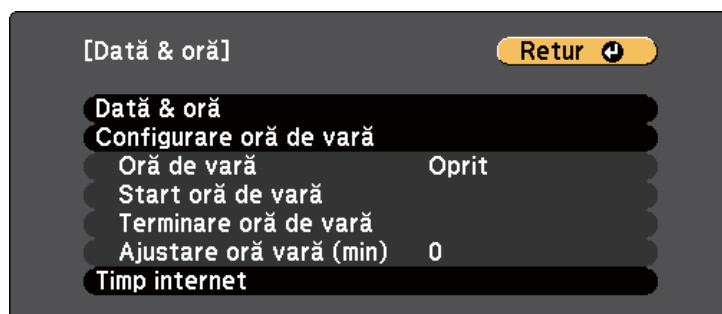 [Dată & oră] Retur
Dată & oră
Configurare oră de vară
Oră de vară Oprit
Start oră de vară
Terminare oră de vară
Ajustare oră vară (min) 0
Timp internet